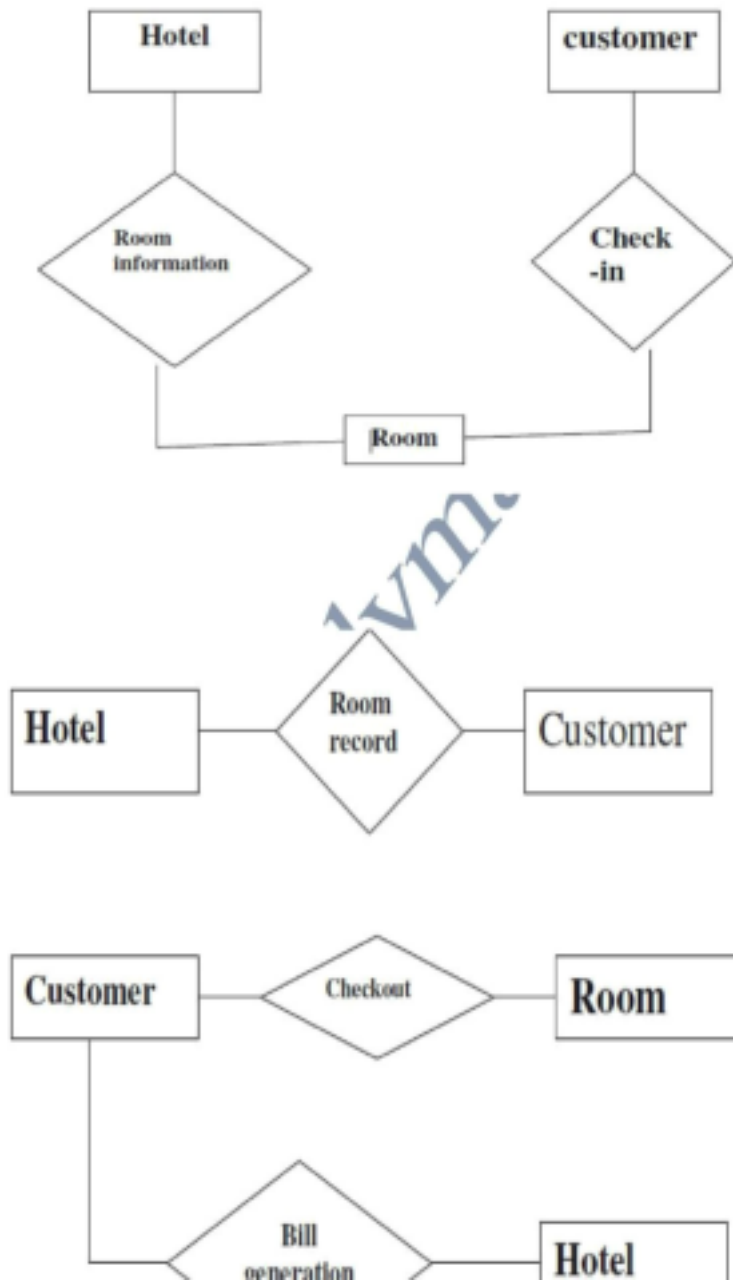 Hotel
customer
Room
information
Check
-in
Room
Hotel
Room
record
Customer
Customer
Checkout
Room
Bill
generation
Hotel